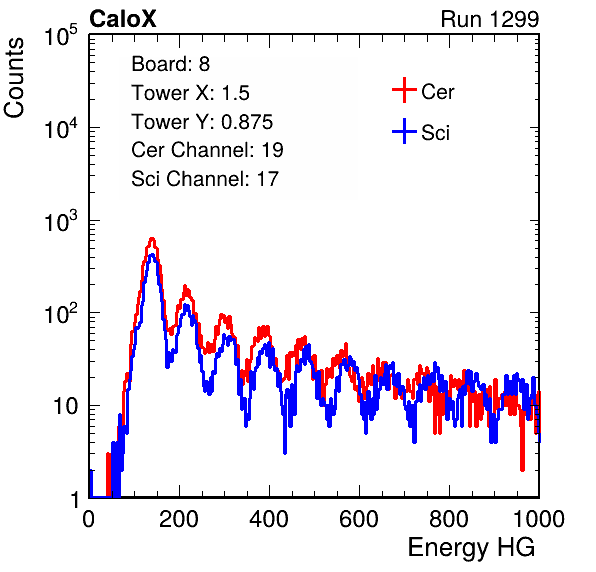 CaloX Run 1299
Counts
10^5
10^4
10^3
10^2
10
1
Board: 8
Tower X: 1.5
Tower Y: 0.875
Cer Channel: 19
Sci Channel: 17
Cer
Sci
0 200 400 600 800 1000
Energy HG